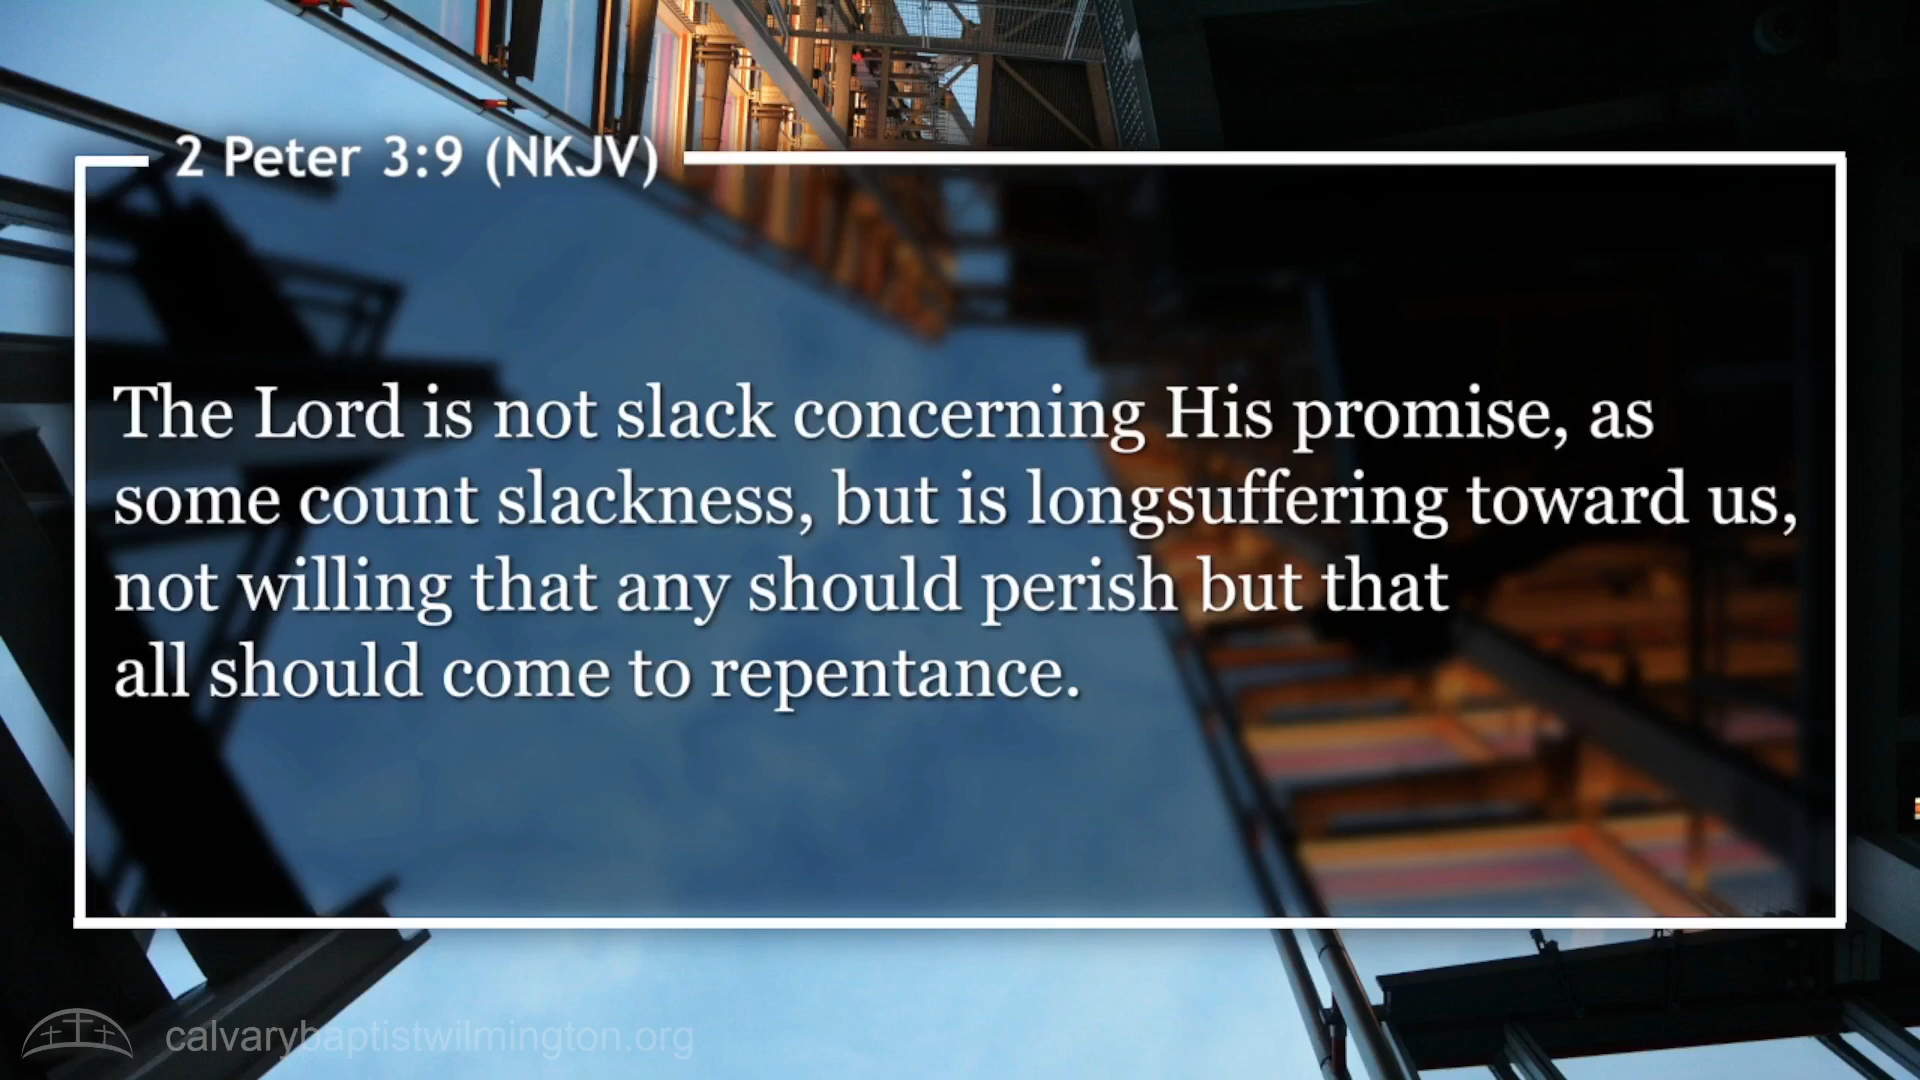 2 Peter 3:9 (NKJV)
The Lord is not slack concerning His promise, as
some count slackness, but is longsuffering toward us,
not willing that any should perish but that
all should come to repentance.
calvarybaptistwilmington.org